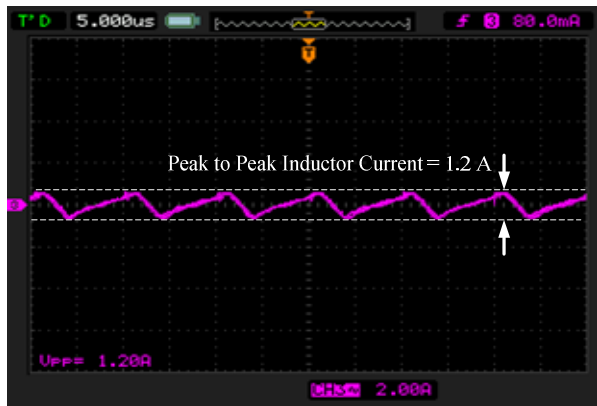 T'D 5.000us 3 80.0mA
T
Peak to Peak Inductor Current = 1.2 A
3
VPP= 1.20A
CH3 2.00A